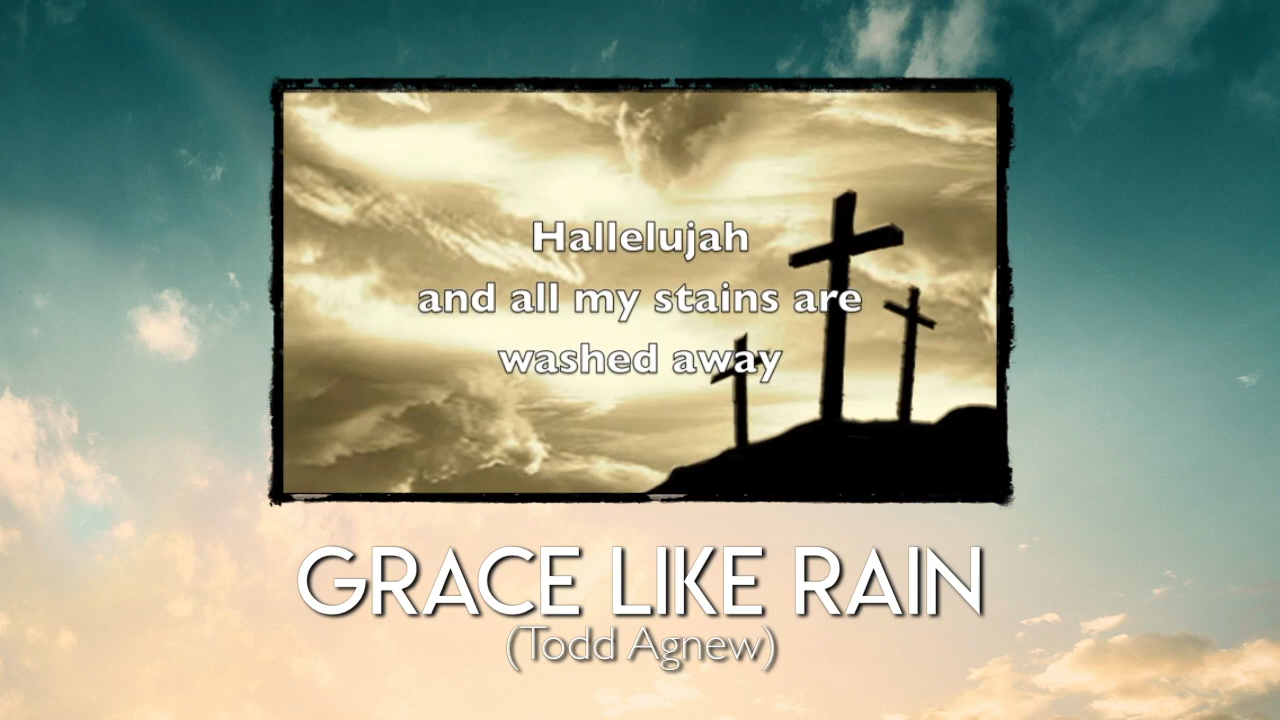 Hallelujah
and all my stains are
washed away
GRACE LIKE RAIN
(Todd Agnew)